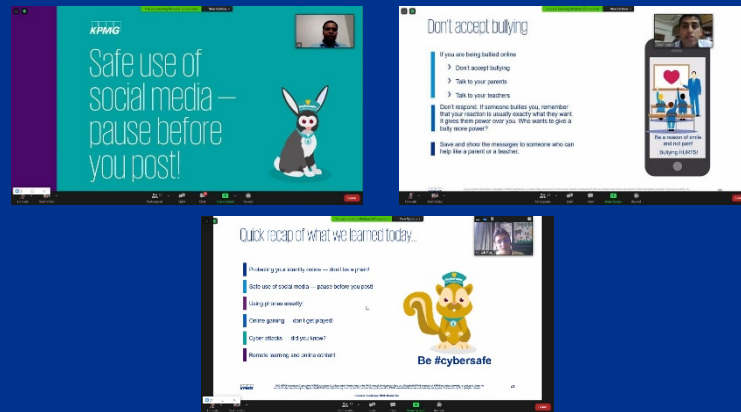 KPMG
Safe use of
social media —
pause before
you post!
Don't accept bullying
If you are being bullied online
Don't accept bullying
Talk to your parents
Talk to your teachers
Don't respond. If someone bullies you, remember
that your reaction is usually exactly what they want.
It gives them power over you. Who wants to give a
bully more power?
Save and show the messages to someone who can
help like a parent or a teacher.
Be a reason of smile
and not pain!
Bullying HURTS!
Quick recap of what we learned today...
Protecting your identity online — don't be a phish!
Safe use of social media — pause before you post!
Using phones smartly!
Online gaming — don't get played!
Cyber attacks — did you know?
Remote learning and online content
Be #cybersafe
KPMG